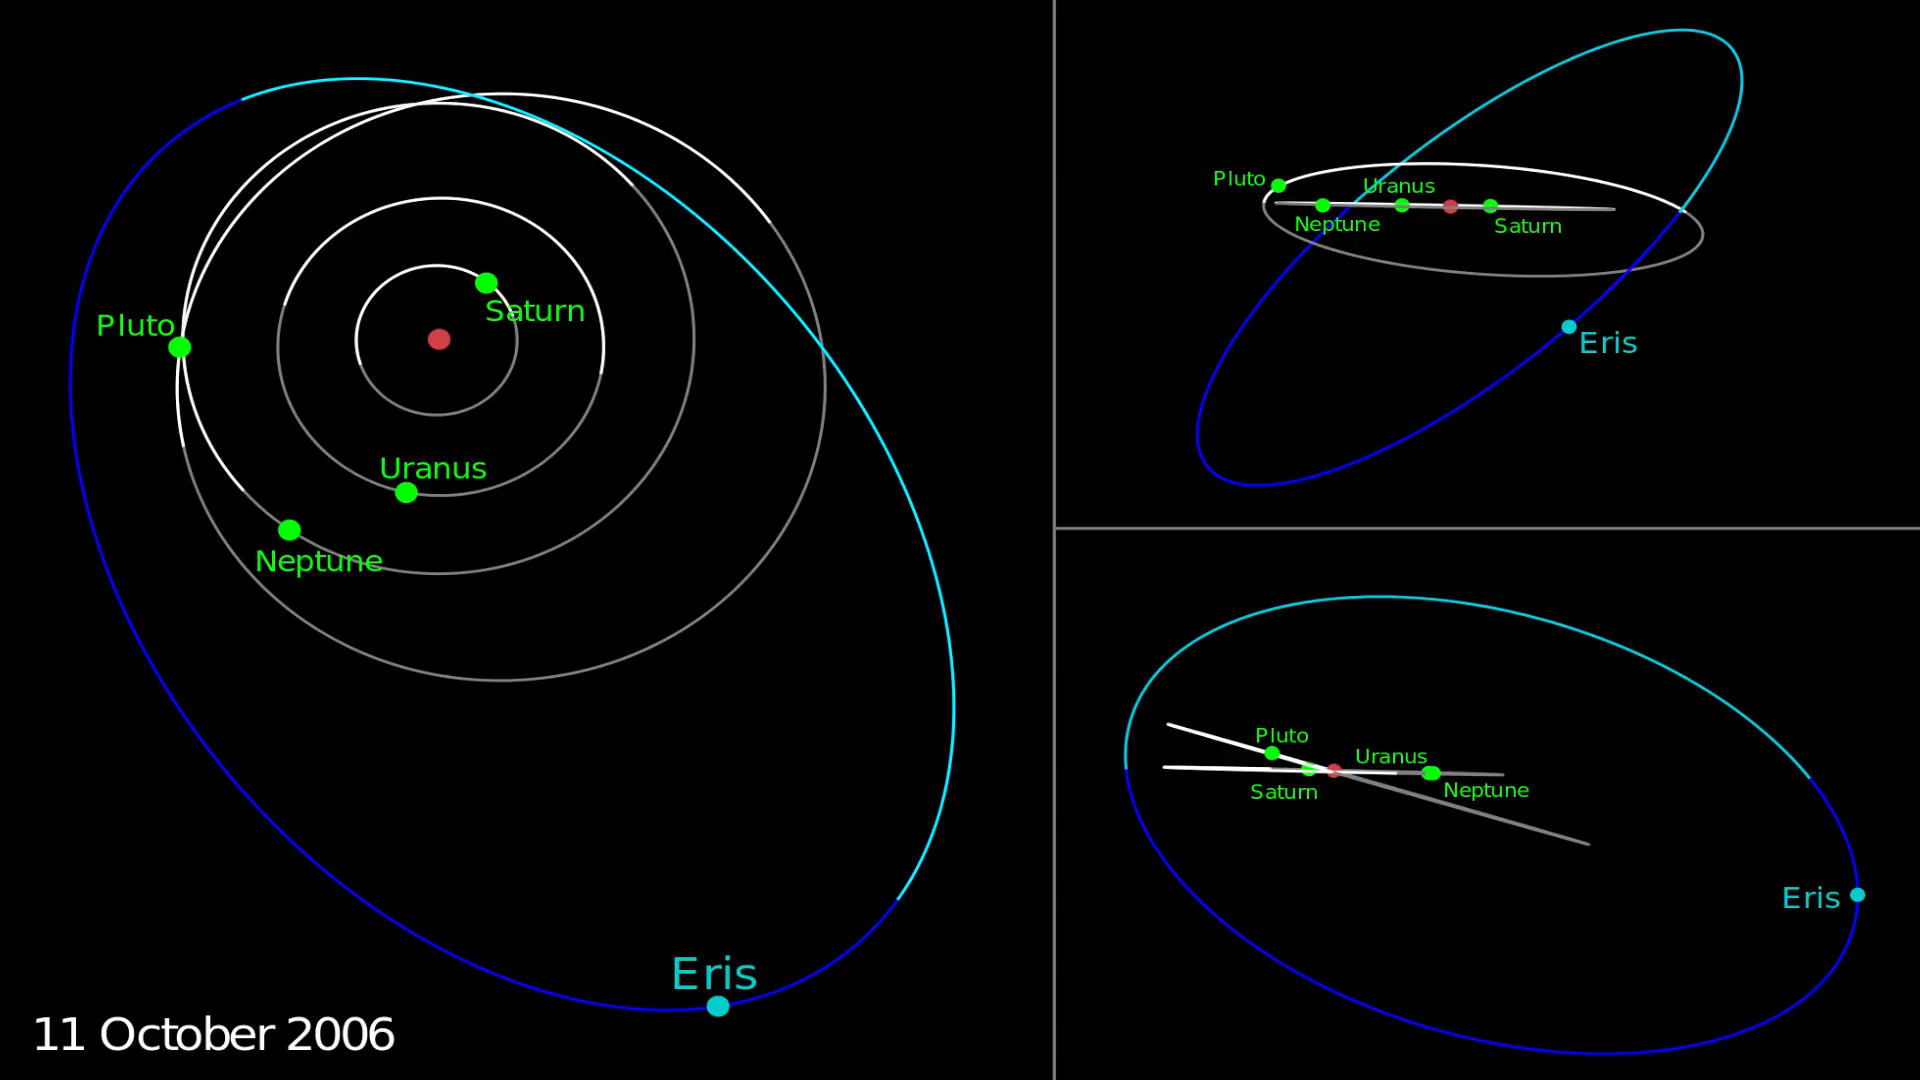 Pluto
Saturn
Uranus
Neptune
Eris
11 October 2006
Pluto
Uranus
Neptune
Saturn
Eris
Pluto
Uranus
Saturn
Neptune
Eris